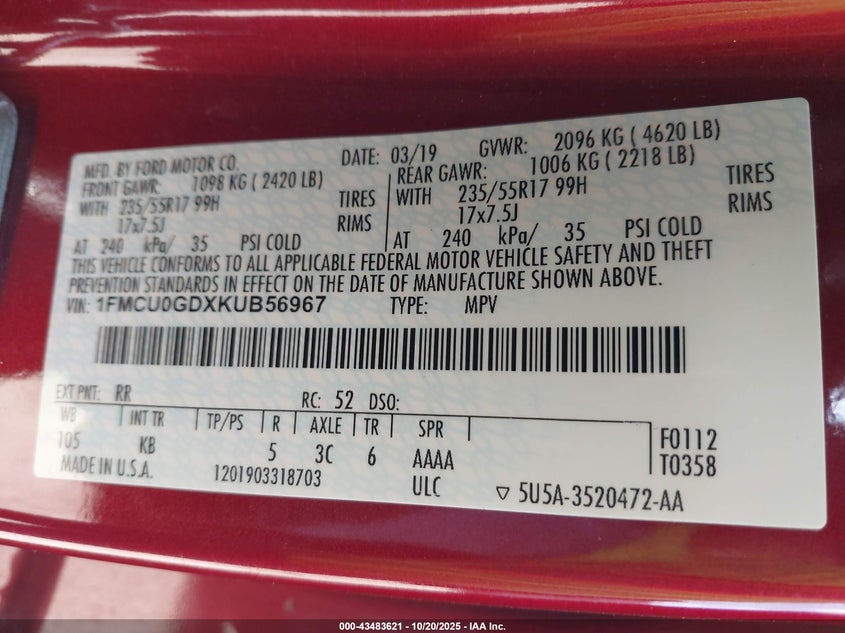 MFD. BY FORD MOTOR CO. DATE: 03/19 GVWR: 2096 KG ( 4620 LB)
FRONT GAWR: 1098 KG ( 2420 LB) REAR GAWR: 1006 KG ( 2218 LB)
WITH 235/55R17 99H TIRES WITH 235/55R17 99H TIRES
17x7.5J RIMS 17x7.5J RIMS
AT 240 kPa/ 35 PSI COLD AT 240 kPa/ 35 PSI COLD
THIS VEHICLE CONFORMS TO ALL APPLICABLE FEDERAL MOTOR VEHICLE SAFETY AND THEFT
PREVENTION STANDARDS IN EFFECT ON THE DATE OF MANUFACTURE SHOWN ABOVE.
VIN: 1FMCU0GDXKUB56967 TYPE: MPV
EXT PNT: RR RC: 52 DSO:
WB INT TR TP/PS R AXLE TR SPR
105 KB 5 3C 6 AAAA F0112
MADE IN U.S.A. 1201903318703 ULC T0358
▽ 5U5A-3520472-AA
000-43483621 - 10/20/2025 - IAA Inc.